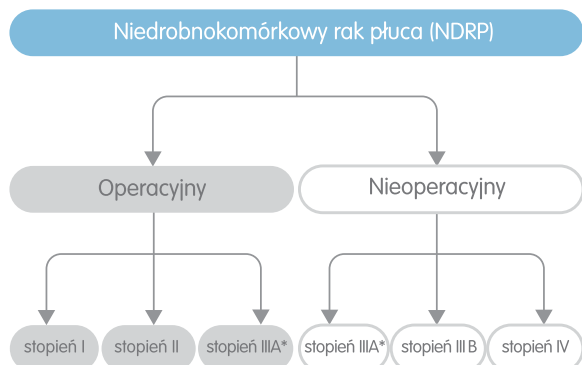 Niedrobnokomórkowy rak płuca (NDRP)
Operacyjny
Nieoperacyjny
stopień I
stopień II
stopień IIIA*
stopień IIIA*
stopień III B
stopień IV